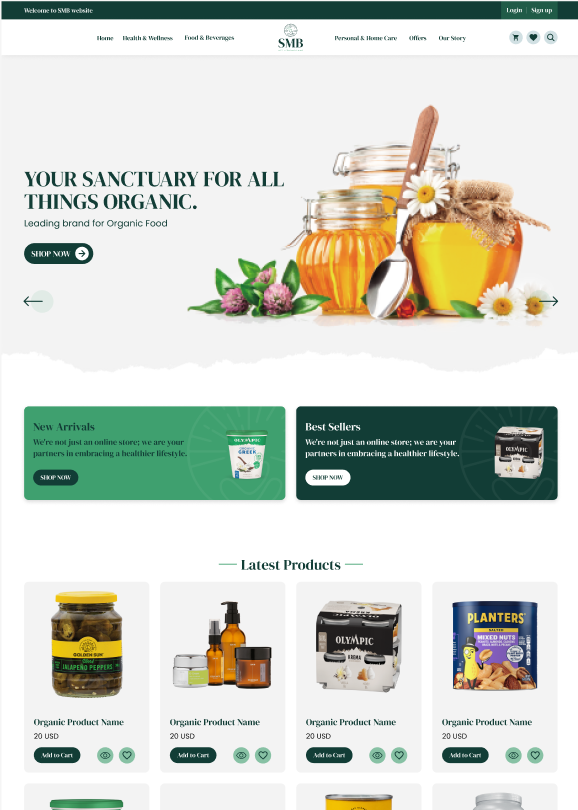 Welcome to SMB website
Login
Sign up
Home
Health & Wellness
Food & Beverages
SMB
Personal & Home Care
Offers
Our Story
YOUR SANCTUARY FOR ALL
THINGS ORGANIC.
Leading brand for Organic Food
SHOP NOW
New Arrivals
We're not just an online store; we are your
partners in embracing a healthier lifestyle.
SHOP NOW
OLYMPIC
GREEK
Best Sellers
We're not just an online store; we are your
partners in embracing a healthier lifestyle.
SHOP NOW
OLYMPIC
Latest Products
GOLDEN SUN
JALAPEÑO PEPPERS
OLYMPIC
KREMA
PLANTERS
SALTED
MIXED NUTS
Organic Product Name
20 USD
Add to Cart
Organic Product Name
20 USD
Add to Cart
Organic Product Name
20 USD
Add to Cart
Organic Product Name
20 USD
Add to Cart